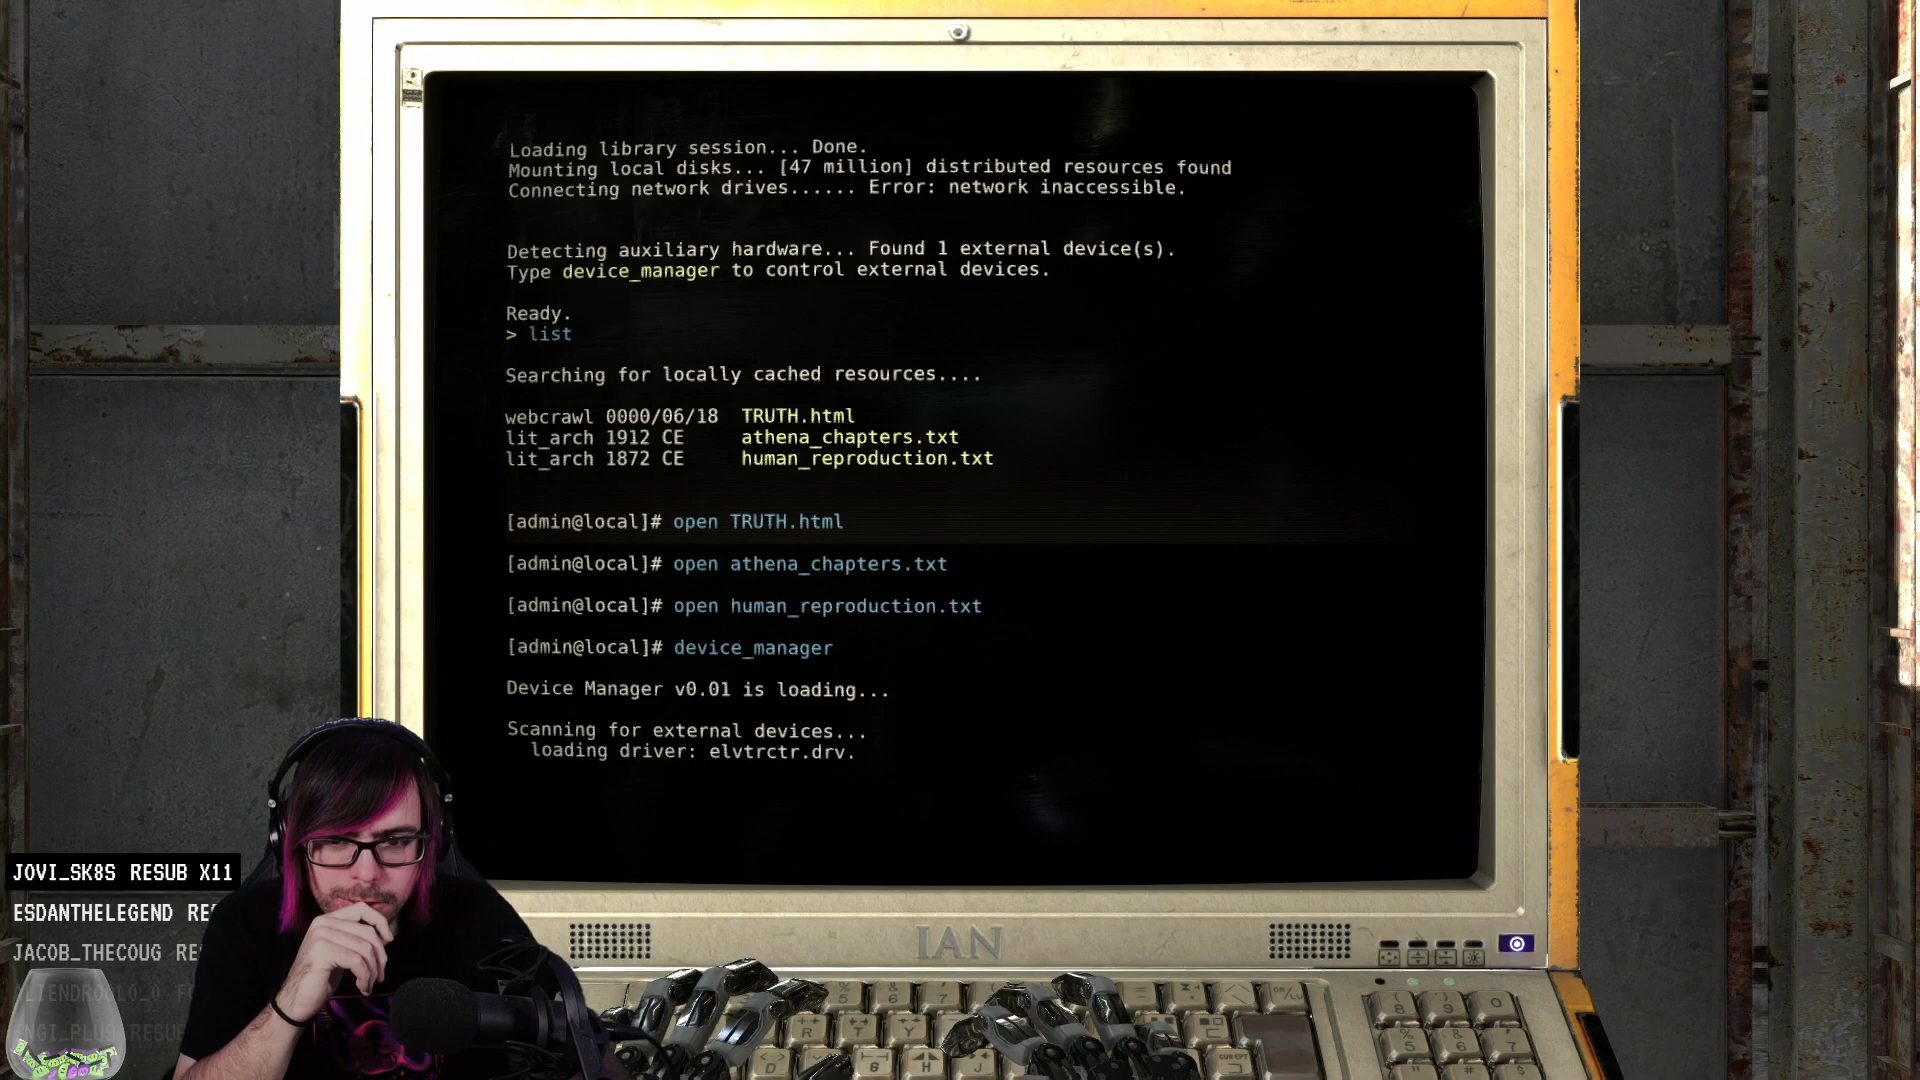 Loading library session... Done.
Mounting local disks... [47 million] distributed resources found
Connecting network drives...... Error: network inaccessible.
Detecting auxiliary hardware... Found 1 external device(s).
Type device_manager to control external devices.
Ready.
> list
Searching for locally cached resources....
webcrawl 0000/06/18 TRUTH.html
lit_arch 1912 CE athena_chapters.txt
lit_arch 1872 CE human_reproduction.txt
[admin@local]# open TRUTH.html
[admin@local]# open athena_chapters.txt
[admin@local]# open human_reproduction.txt
[admin@local]# device_manager
Device Manager v0.01 is loading...
Scanning for external devices...
loading driver: elvtrctr.drv.
JOVI_SK8S RESUB X11
ESDANTHELEGEND
JACOB_THECOUG
IAN